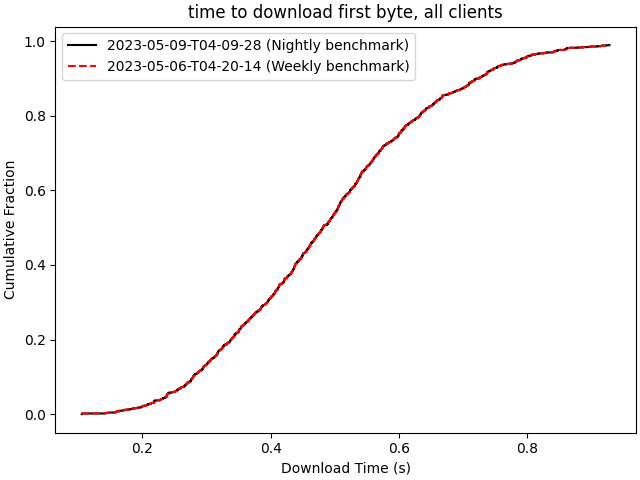 time to download first byte, all clients
2023-05-09-T04-09-28 (Nightly benchmark)
2023-05-06-T04-20-14 (Weekly benchmark)
Cumulative Fraction
1.0
0.8
0.6
0.4
0.2
0.0
0.2 0.4 0.6 0.8
Download Time (s)